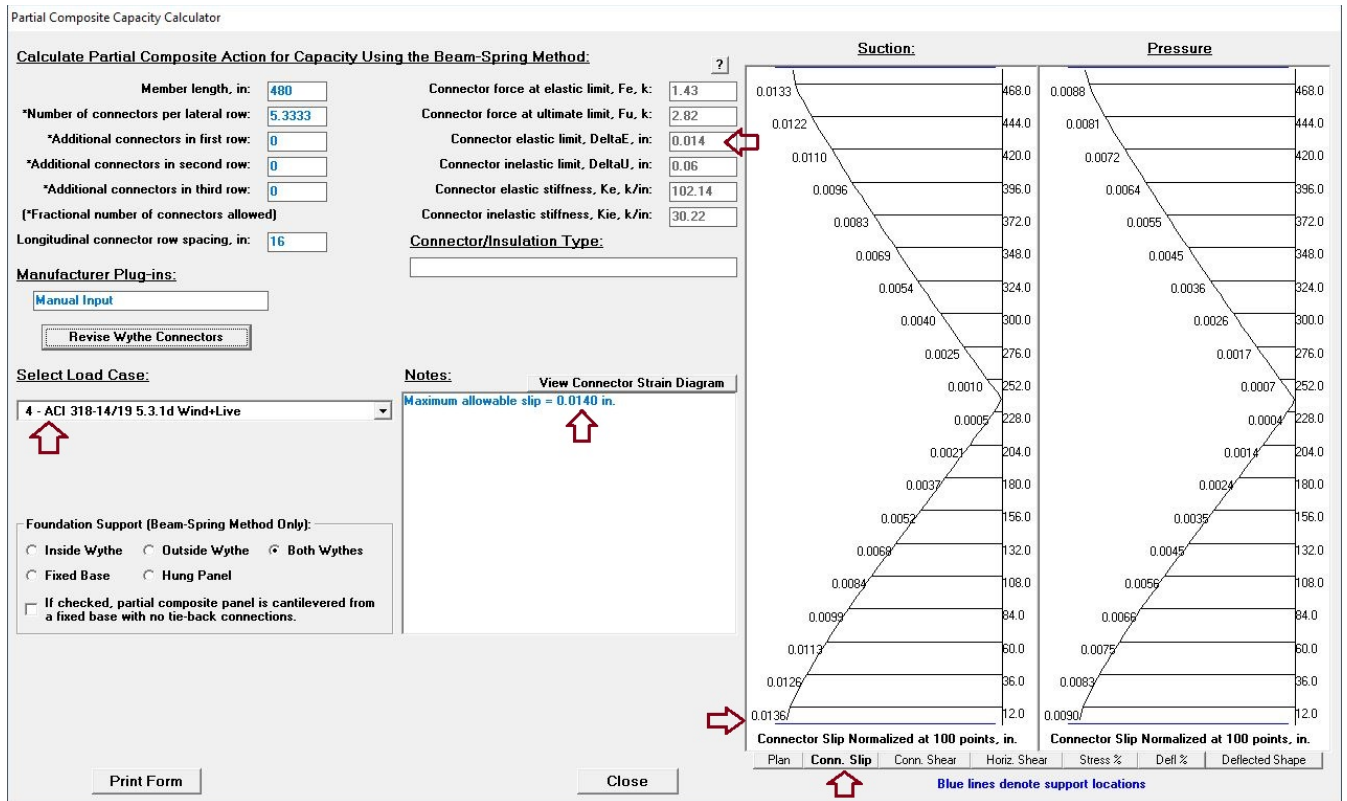 Partial Composite Capacity Calculator
Calculate Partial Composite Action for Capacity Using the Beam-Spring Method:
?
Member length, in: 480
*Number of connectors per lateral row: 5.3333
*Additional connectors in first row: 0
*Additional connectors in second row: 0
*Additional connectors in third row: 0
(*Fractional number of connectors allowed)
Longitudinal connector row spacing, in: 16
Manufacturer Plug-ins:
Manual Input
Revise Wythe Connectors
Connector force at elastic limit, Fe, k: 1.43
Connector force at ultimate limit, Fu, k: 2.82
Connector elastic limit, DeltaE, in: 0.014
Connector inelastic limit, DeltaU, in: 0.06
Connector elastic stiffness, Ke, k/in: 102.14
Connector inelastic stiffness, Kie, k/in: 30.22
Connector/Insulation Type:
Select Load Case:
4 - ACI 318-14/19 5.3.1d Wind+Live
Notes:
View Connector Strain Diagram
Maximum allowable slip = 0.0140 in.
Foundation Support (Beam-Spring Method Only):
Inside Wythe Outside Wythe Both Wythes
Fixed Base Hung Panel
If checked, partial composite panel is cantilevered from
a fixed base with no tie-back connections.
Print Form
Close
Suction:
0.0133 468.0
0.0122 444.0
0.0110 420.0
0.0096 396.0
0.0083 372.0
0.0069 348.0
0.0054 324.0
0.0040 300.0
0.0025 276.0
0.0010 252.0
0.0005 228.0
0.0021 204.0
0.0037 180.0
0.0052 156.0
0.0068 132.0
0.0084 108.0
0.0099 84.0
0.0113 60.0
0.0126 36.0
0.0136 12.0
Connector Slip Normalized at 100 points, in.
Pressure
0.0088 468.0
0.0081 444.0
0.0072 420.0
0.0064 396.0
0.0055 372.0
0.0045 348.0
0.0036 324.0
0.0026 300.0
0.0017 276.0
0.0007 252.0
0.0004 228.0
0.0014 204.0
0.0024 180.0
0.0035 156.0
0.0045 132.0
0.0056 108.0
0.0066 84.0
0.0075 60.0
0.0083 36.0
0.0090 12.0
Connector Slip Normalized at 100 points, in.
Plan Conn. Slip Conn. Shear Horiz. Shear Stress % Defl % Deflected Shape
Blue lines denote support locations